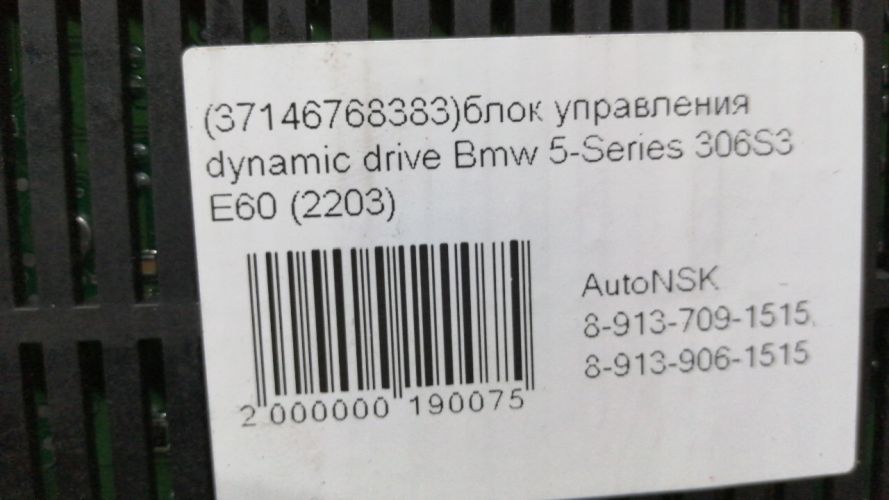 (37146768383)блок управления
dynamic drive Bmw 5-Series 306S3
E60 (2203)
AutoNSK
8-913-709-1515
8-913-906-1515
2 000000 190075